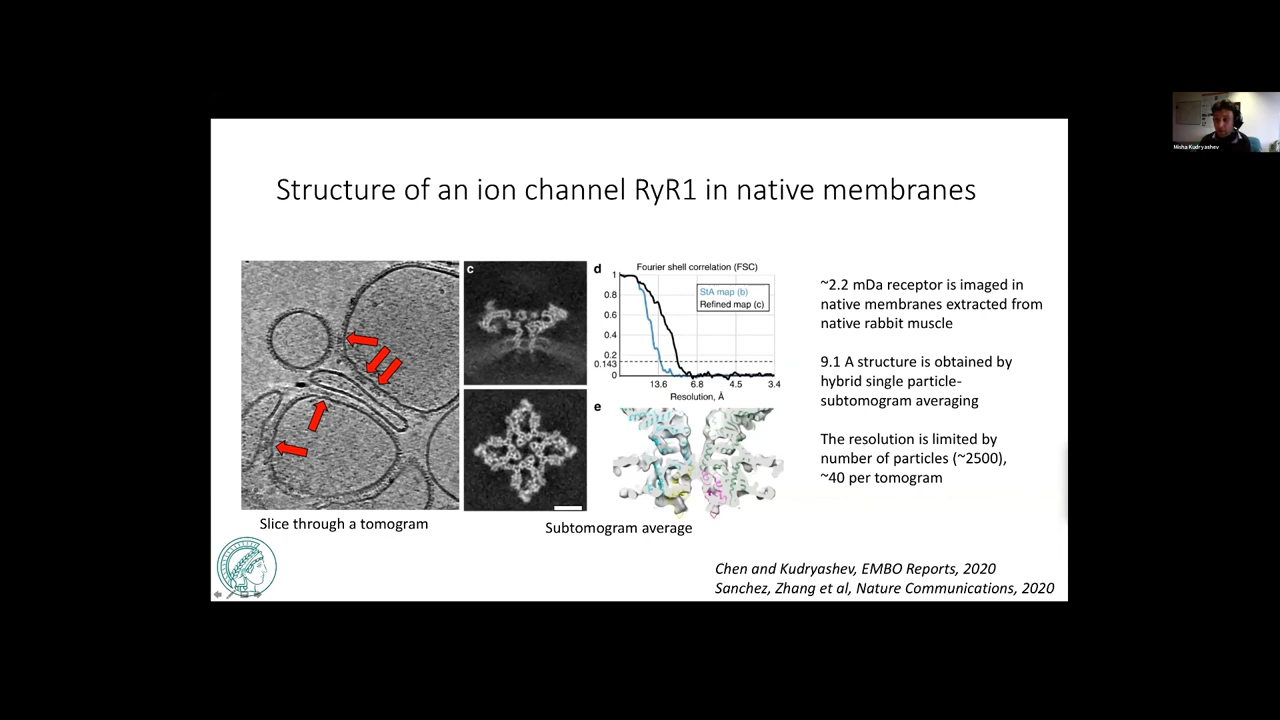 Misha Kudryashev
Structure of an ion channel RyR1 in native membranes
c
d
Fourier shell correlation (FSC)
1
0.8
0.6
0.4
0.2
0.143
0
StA map (b)
Refined map (c)
13.6
6.8
4.5
3.4
Resolution, Å
e
~2.2 mDa receptor is imaged in
native membranes extracted from
native rabbit muscle
9.1 A structure is obtained by
hybrid single particle-
subtomogram averaging
The resolution is limited by
number of particles (~2500),
~40 per tomogram
Slice through a tomogram
Subtomogram average
Chen and Kudryashev, EMBO Reports, 2020
Sanchez, Zhang et al, Nature Communications, 2020